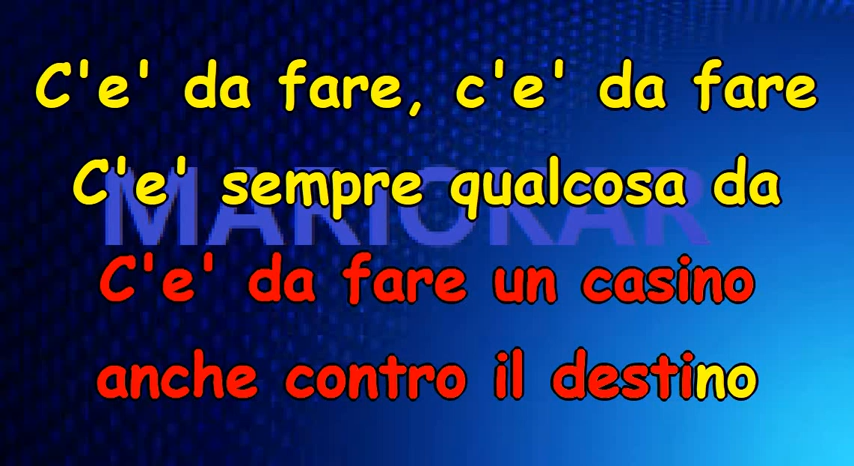 C'e' da fare, c'e' da fare
C'e' sempre qualcosa da
MARIOKAR
C'e' da fare un casino
anche contro il destino